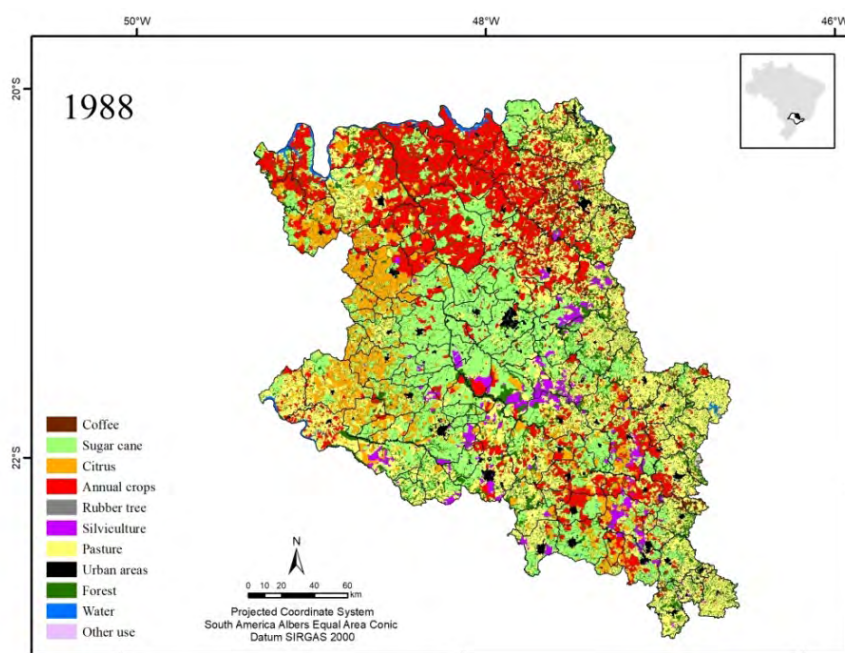 50°W
48°W
46°W
20°S
1988
22°S
Coffee
Sugar cane
Citrus
Annual crops
Rubber tree
Silviculture
Pasture
Urban areas
Forest
Water
Other use
N
0 10 20 40 60
km
Projected Coordinate System
South America Albers Equal Area Conic
Datum SIRGAS 2000